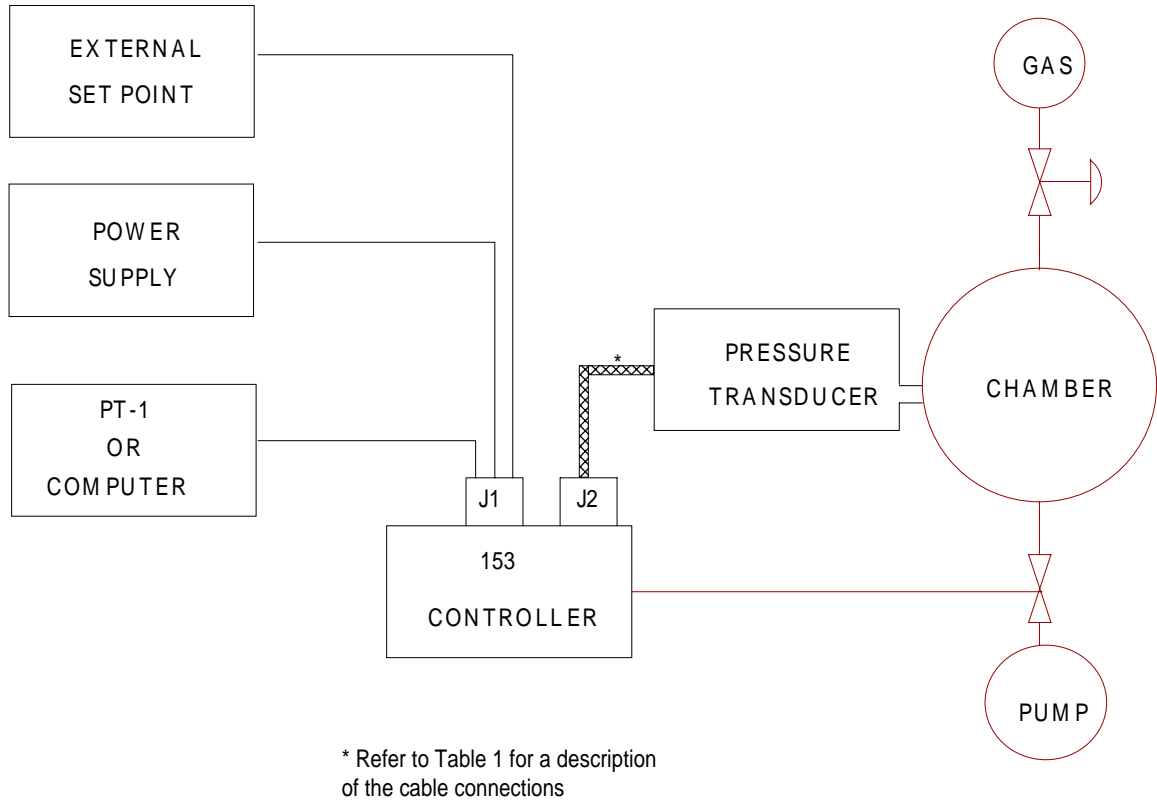 EXTERNAL
SET POINT
POWER
SUPPLY
PT-1
OR
COMPUTER
J1
J2
153
CONTROLLER
*
PRESSURE
TRANSDUCER
GAS
CHAMBER
PUMP
* Refer to Table 1 for a description
of the cable connections